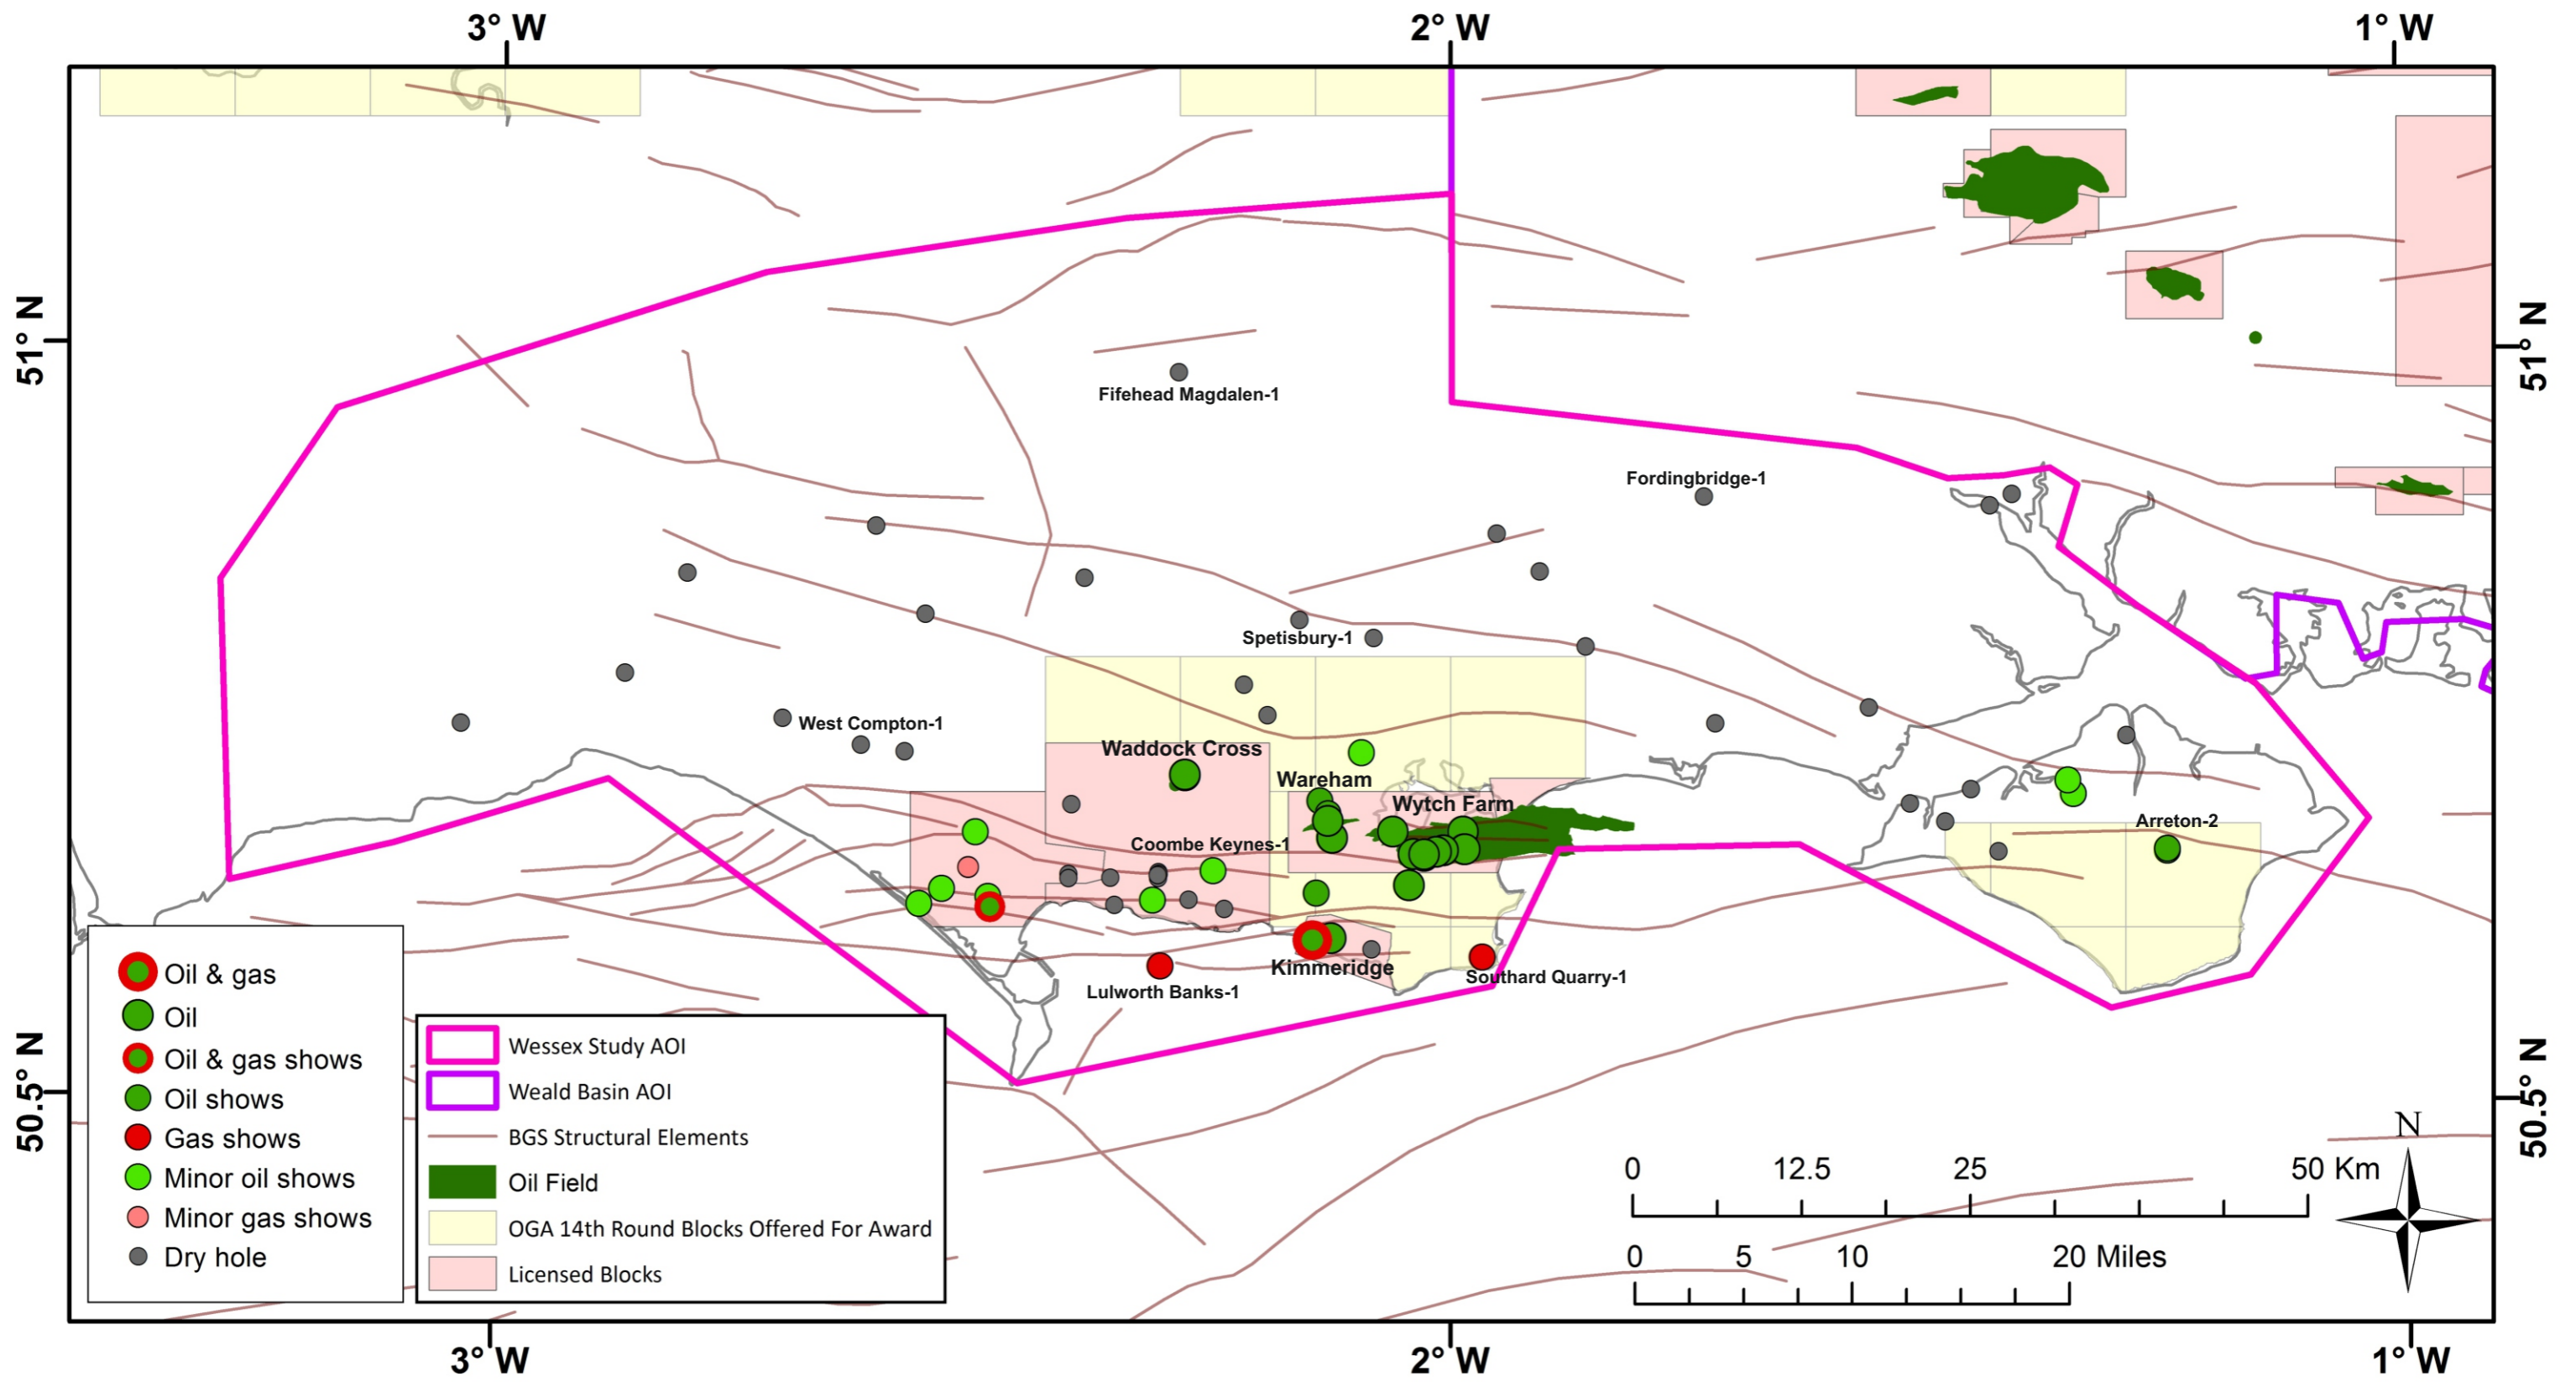 3° W
2° W
1° W
51° N
51° N
Fifehead Magdalen-1
Fordingbridge-1
Spetisbury-1
West Compton-1
Waddock Cross
Wareham
Wytch Farm
Arreton-2
Coombe Keynes-1
Kimmeridge
Southard Quarry-1
Lulworth Banks-1
50.5° N
50.5° N
Oil & gas
Oil
Oil & gas shows
Oil shows
Gas shows
Minor oil shows
Minor gas shows
Dry hole
Wessex Study AOI
Weald Basin AOI
BGS Structural Elements
Oil Field
OGA 14th Round Blocks Offered For Award
Licensed Blocks
N
0 12.5 25 50 Km
0 5 10 20 Miles
3° W
2° W
1° W